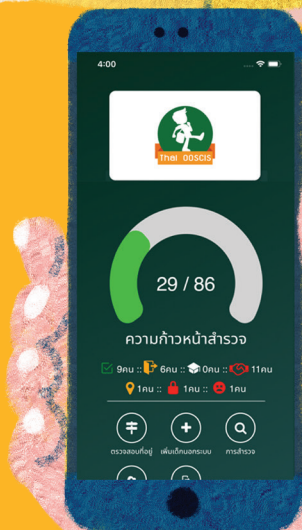 4:00
Thai OOSCIS
29 / 86
ความก้าวหน้าสำรวจ
9คน :: 6คน :: 0คน :: 11คน
1คน :: 1คน :: 1คน
ตรวจสอบที่อยู่ เพิ่มเด็กนอกระบบ การสำรวจ